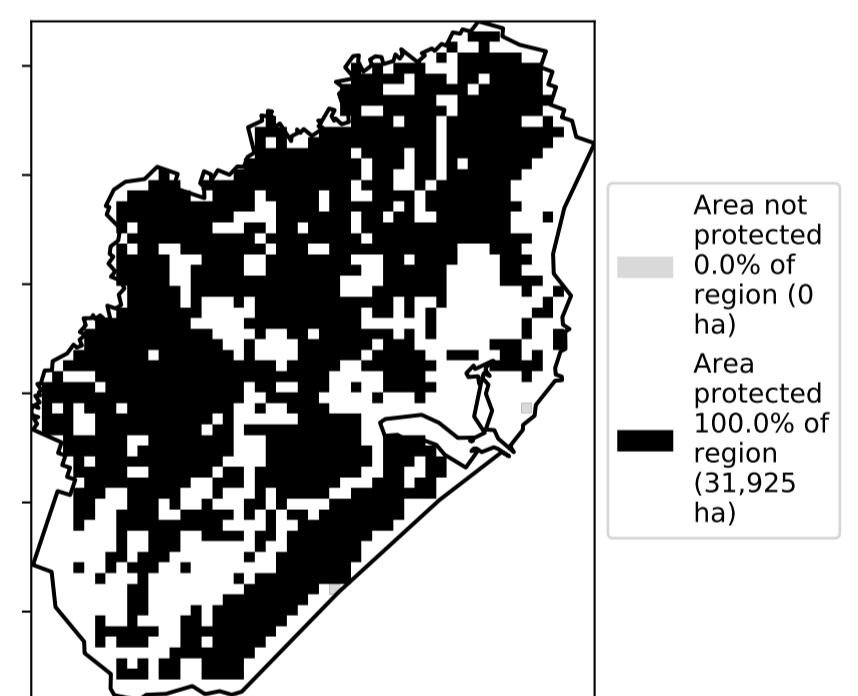 Area not
protected
0.0% of
region (0
ha)
Area
protected
100.0% of
region
(31,925
ha)